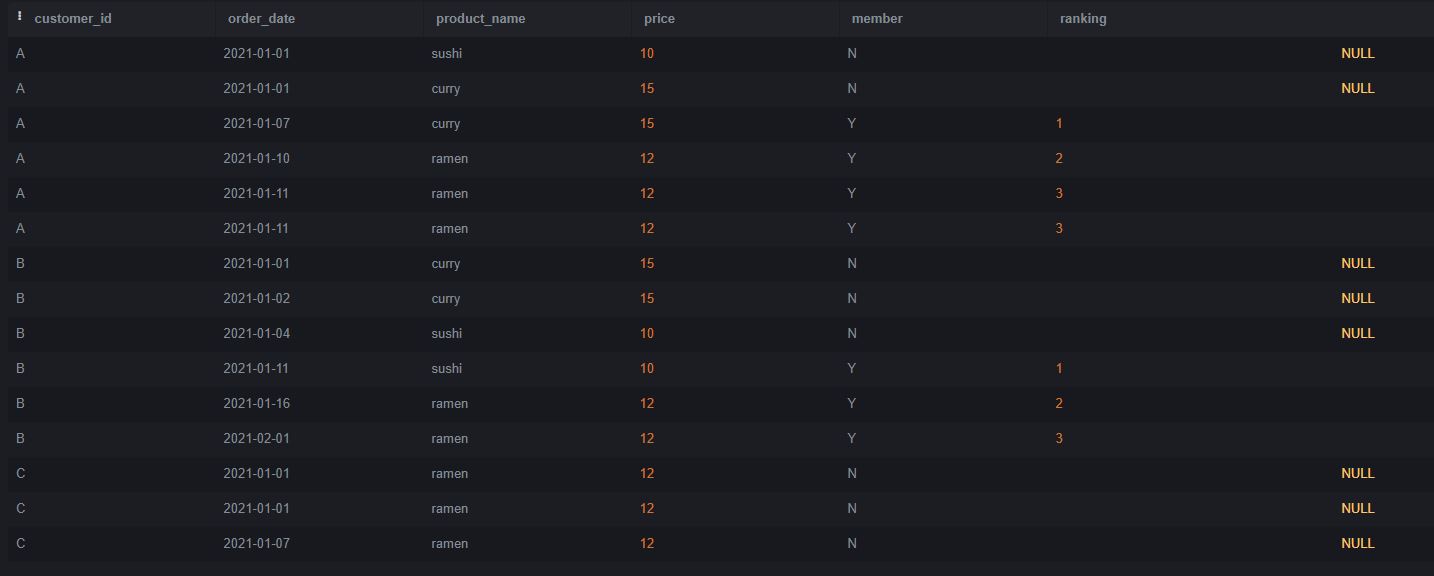 customer_id order_date product_name price member ranking
A 2021-01-01 sushi 10 N NULL
A 2021-01-01 curry 15 N NULL
A 2021-01-07 curry 15 Y 1
A 2021-01-10 ramen 12 Y 2
A 2021-01-11 ramen 12 Y 3
A 2021-01-11 ramen 12 Y 3
B 2021-01-01 curry 15 N NULL
B 2021-01-02 curry 15 N NULL
B 2021-01-04 sushi 10 N NULL
B 2021-01-11 sushi 10 Y 1
B 2021-01-16 ramen 12 Y 2
B 2021-02-01 ramen 12 Y 3
C 2021-01-01 ramen 12 N NULL
C 2021-01-01 ramen 12 N NULL
C 2021-01-07 ramen 12 N NULL